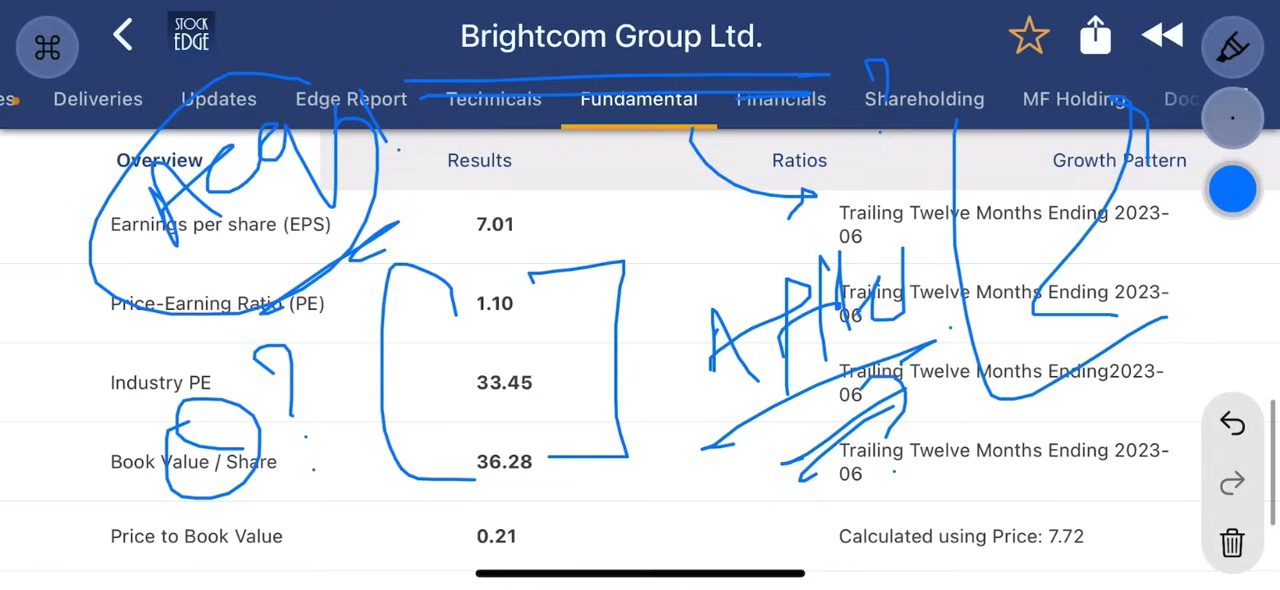 STOCK EDGE
Brightcom Group Ltd.
es Deliveries Updates Edge Report Technicals Fundamental Financials Shareholding MF Holding Doc
Overview Results Ratios Growth Pattern
Earnings per share (EPS) 7.01 Trailing Twelve Months Ending 2023-
06
Price-Earning Ratio (PE) 1.10 Trailing Twelve Months Ending 2023-
06
Industry PE 33.45 Trailing Twelve Months Ending2023-
06
Book Value / Share 36.28 Trailing Twelve Months Ending 2023-
06
Price to Book Value 0.21 Calculated using Price: 7.72